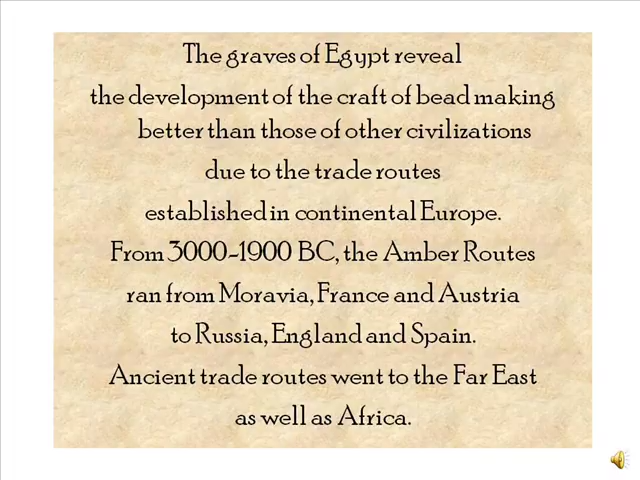 The graves of Egypt reveal
the development of the craft of bead making
better than those of other civilizations
due to the trade routes
established in continental Europe.
From 3000-1900 BC, the Amber Routes
ran from Moravia, France and Austria
to Russia, England and Spain.
Ancient trade routes went to the Far East
as well as Africa.